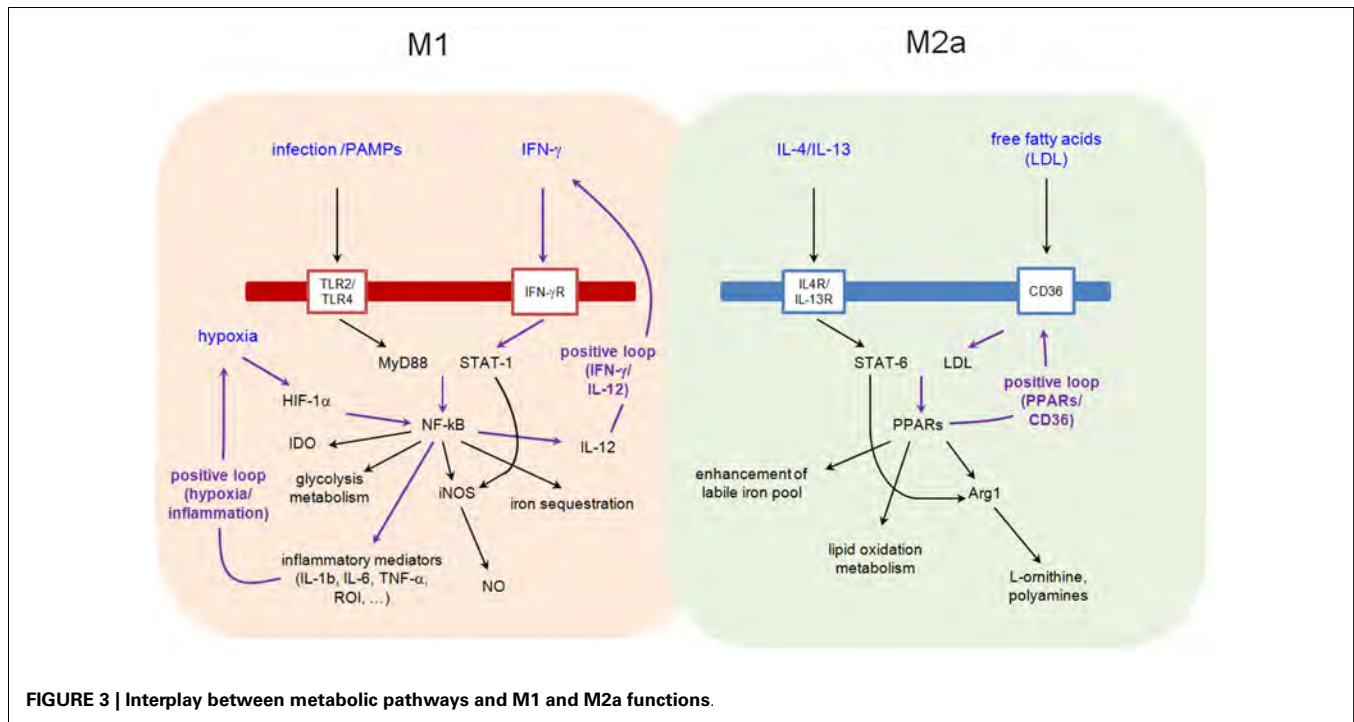 M1
M2a
infection /PAMPs
IFN-γ
IL-4/IL-13
free fatty acids
(LDL)
TLR2/
TLR4
IFN-γR
IL4R/
IL-13R
CD36
hypoxia
MyD88
STAT-1
positive loop
(IFN-γ/
IL-12)
STAT-6
LDL
positive loop
(PPARs/
CD36)
HIF-1α
NF-kB
PPARs
IDO
IL-12
glycolysis
metabolism
positive loop
(hypoxia/
inflammation)
iNOS
iron sequestration
enhancement of
labile iron pool
Arg1
inflammatory mediators
(IL-1b, IL-6, TNF-α,
ROI, ...)
NO
lipid oxidation
metabolism
L-ornithine,
polyamines
FIGURE 3 | Interplay between metabolic pathways and M1 and M2a functions.